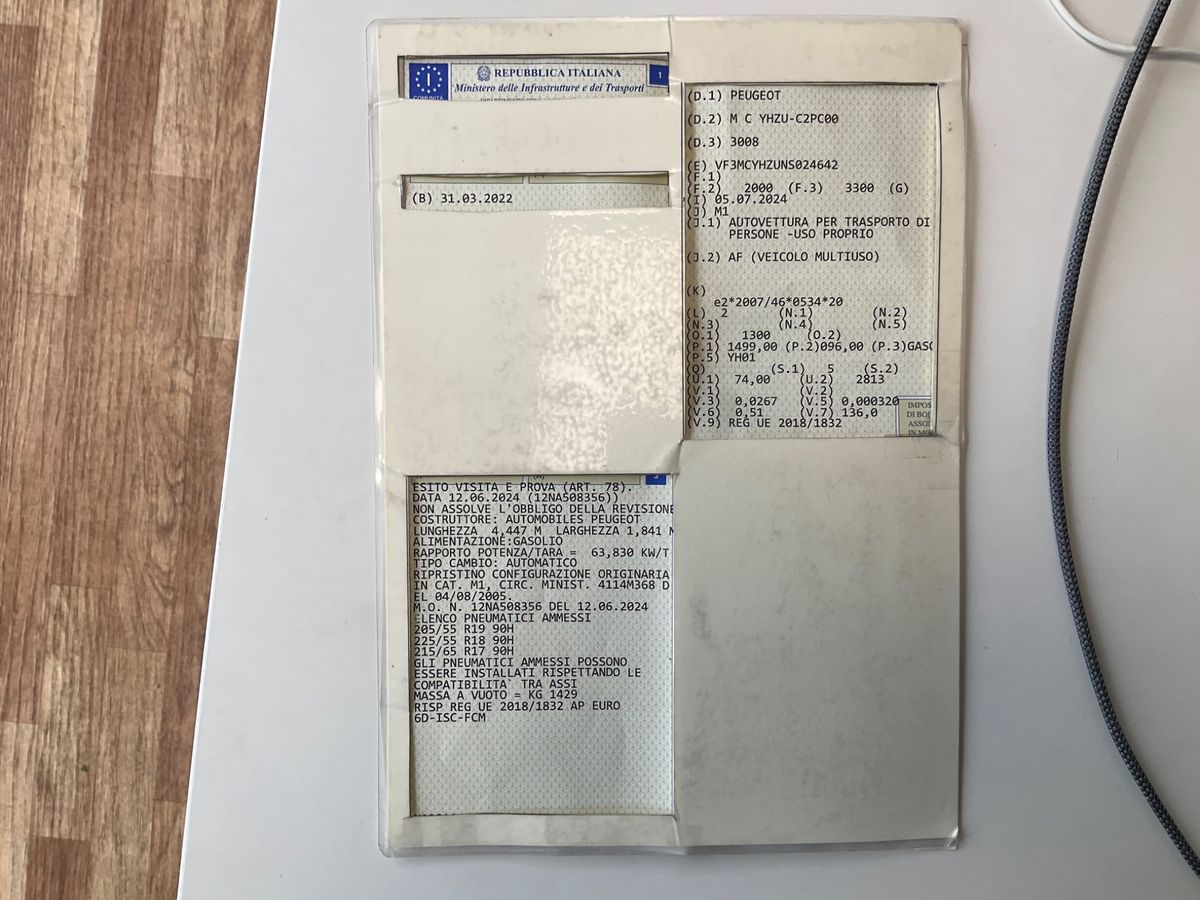 I
COMUNITÀ
REPUBBLICA ITALIANA
1
Ministero delle Infrastrutture e dei Trasporti
(B) 31.03.2022
3
ESITO VISITA E PROVA (ART. 78).
DATA 12.06.2024 (12NA508356))
NON ASSOLVE L'OBBLIGO DELLA REVISIONE
COSTRUTTORE: AUTOMOBILES PEUGEOT
LUNGHEZZA 4,447 M LARGHEZZA 1,841 M
ALIMENTAZIONE:GASOLIO
RAPPORTO POTENZA/TARA = 63,830 KW/T
TIPO CAMBIO: AUTOMATICO
RIPRISTINO CONFIGURAZIONE ORIGINARIA
IN CAT. M1, CIRC. MINIST. 4114M368 D
EL 04/08/2005.
M.O. N. 12NA508356 DEL 12.06.2024
ELENCO PNEUMATICI AMMESSI
205/55 R19 90H
225/55 R18 90H
215/65 R17 90H
GLI PNEUMATICI AMMESSI POSSONO
ESSERE INSTALLATI RISPETTANDO LE
COMPATIBILITA` TRA ASSI
MASSA A VUOTO = KG 1429
RISP REG UE 2018/1832 AP EURO
6D-ISC-FCM
(D.1) PEUGEOT
(D.2) M C YHZU-C2PC00
(D.3) 3008
(E) VF3MCYHZUNS024642
(F.1)
(F.2) 2000 (F.3) 3300 (G)
(I) 05.07.2024
(J) M1
(J.1) AUTOVETTURA PER TRASPORTO DI
PERSONE -USO PROPRIO
(J.2) AF (VEICOLO MULTIUSO)
(K)
e2*2007/46*0534*20
(L) 2 (N.1) (N.2)
(N.3) (N.4) (N.5)
(O.1) 1300 (O.2)
(P.1) 1499,00 (P.2)096,00 (P.3)GASO
(P.5) YH01
(Q) (S.1) 5 (S.2)
(U.1) 74,00 (U.2) 2813
(V.1) (V.2)
(V.3) 0,0267 (V.5) 0,000320
(V.6) 0,51 (V.7) 136,0
(V.9) REG UE 2018/1832
IMPOS
DI BOL
ASSO
IN MO